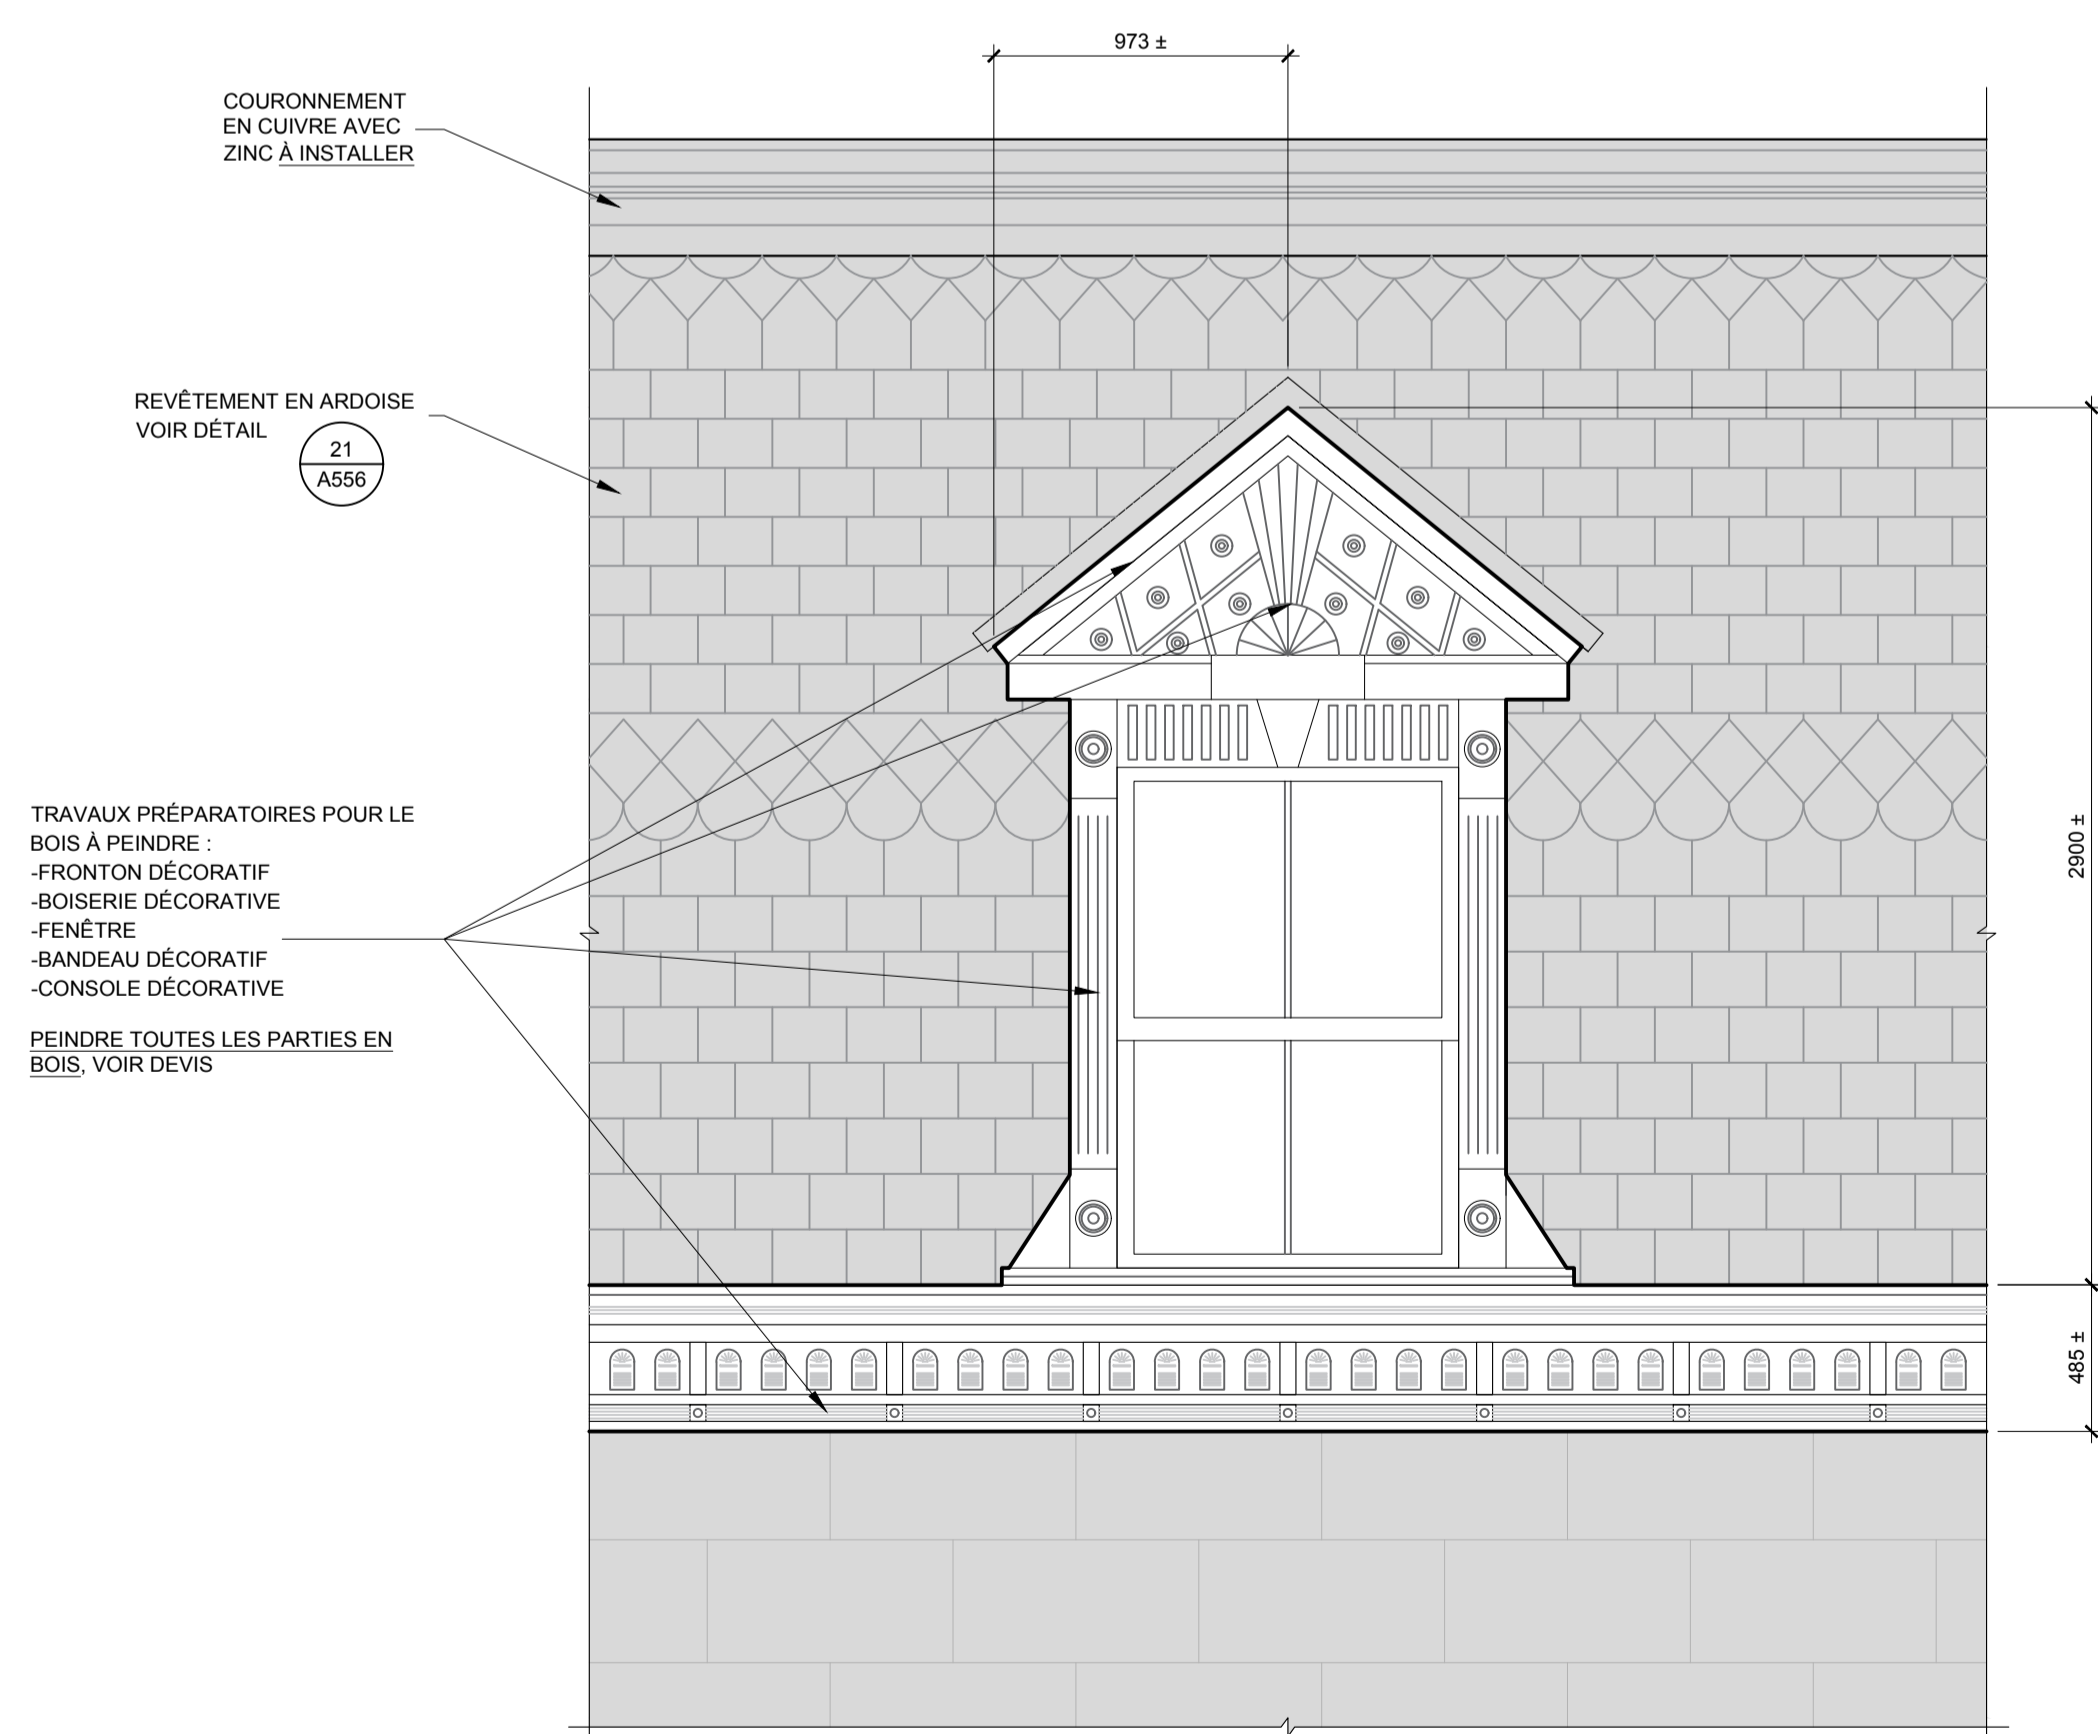 973 ±
COURONNEMENT
EN CUIVRE AVEC
ZINC À INSTALLER
REVÊTEMENT EN ARDOISE
VOIR DÉTAIL
21
A556
TRAVAUX PRÉPARATOIRES POUR LE
BOIS À PEINDRE :
-FRONTON DÉCORATIF
-BOISERIE DÉCORATIVE
-FENÊTRE
-BANDEAU DÉCORATIF
-CONSOLE DÉCORATIVE
PEINDRE TOUTES LES PARTIES EN
BOIS, VOIR DEVIS
2900 ±
485 ±